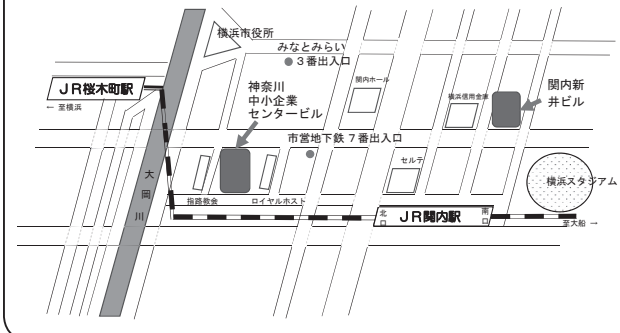 横浜市役所
みなとみらい
３番出入口
ＪＲ桜木町駅
← 至横浜
神奈川
中小企業
センタービル
関内ホール
横浜信用金庫
関内新
井ビル
市営地下鉄 ７番出入口
セルテ
大
岡
川
指路教会
ロイヤルホスト
横浜スタジアム
北
口
ＪＲ関内駅
南
口
至大船 →